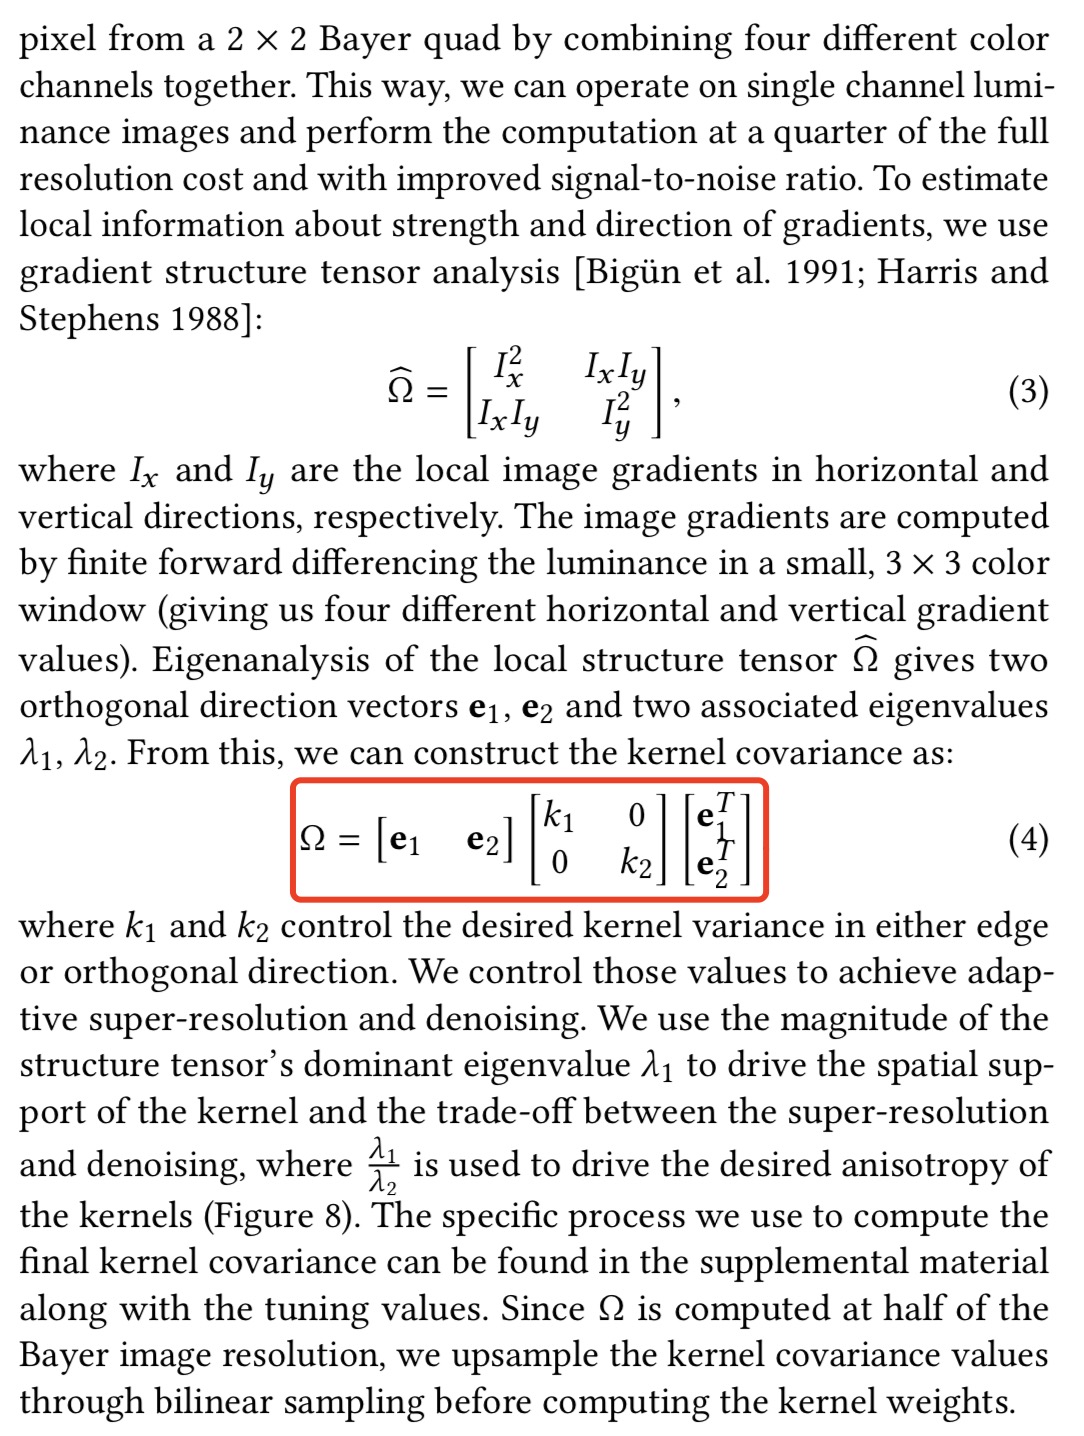 pixel from a 2 × 2 Bayer quad by combining four different color
channels together. This way, we can operate on single channel lumi-
nance images and perform the computation at a quarter of the full
resolution cost and with improved signal-to-noise ratio. To estimate
local information about strength and direction of gradients, we use
gradient structure tensor analysis [Bigün et al. 1991; Harris and
Stephens 1988]:
$\widehat{\Omega} = \begin{bmatrix} I_x^2 & I_x I_y \\ I_x I_y & I_y^2 \end{bmatrix},$ (3)
where $I_x$ and $I_y$ are the local image gradients in horizontal and
vertical directions, respectively. The image gradients are computed
by finite forward differencing the luminance in a small, 3 × 3 color
window (giving us four different horizontal and vertical gradient
values). Eigenanalysis of the local structure tensor $\widehat{\Omega}$ gives two
orthogonal direction vectors $\mathbf{e}_1$, $\mathbf{e}_2$ and two associated eigenvalues
$\lambda_1$, $\lambda_2$. From this, we can construct the kernel covariance as:
$\Omega = \begin{bmatrix} \mathbf{e}_1 & \mathbf{e}_2 \end{bmatrix} \begin{bmatrix} k_1 & 0 \\ 0 & k_2 \end{bmatrix} \begin{bmatrix} \mathbf{e}_1^T \\ \mathbf{e}_2^T \end{bmatrix}$ (4)
where $k_1$ and $k_2$ control the desired kernel variance in either edge
or orthogonal direction. We control those values to achieve adap-
tive super-resolution and denoising. We use the magnitude of the
structure tensor's dominant eigenvalue $\lambda_1$ to drive the spatial sup-
port of the kernel and the trade-off between the super-resolution
and denoising, where $\frac{\lambda_1}{\lambda_2}$ is used to drive the desired anisotropy of
the kernels (Figure 8). The specific process we use to compute the
final kernel covariance can be found in the supplemental material
along with the tuning values. Since $\Omega$ is computed at half of the
Bayer image resolution, we upsample the kernel covariance values
through bilinear sampling before computing the kernel weights.